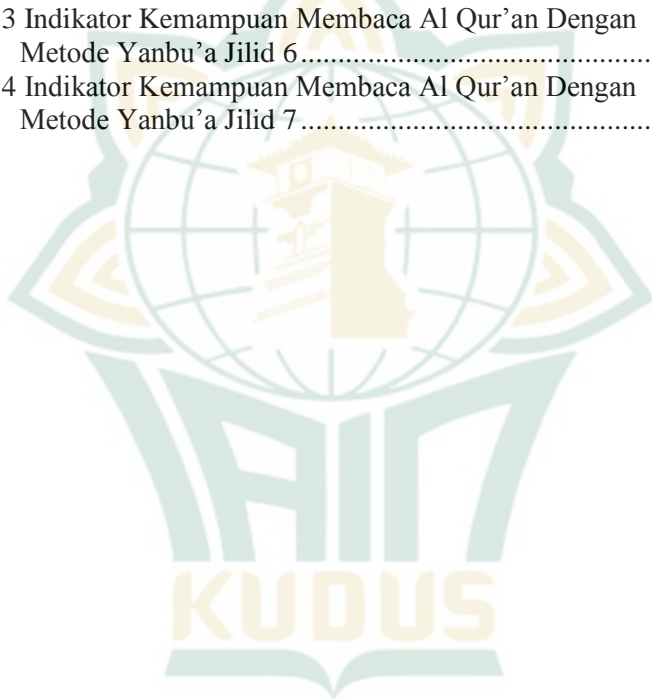 3 Indikator Kemampuan Membaca Al Qur’an Dengan
Metode Yanbu’a Jilid 6...............................................
4 Indikator Kemampuan Membaca Al Qur’an Dengan
Metode Yanbu’a Jilid 7...............................................
IAIN
KUDUS